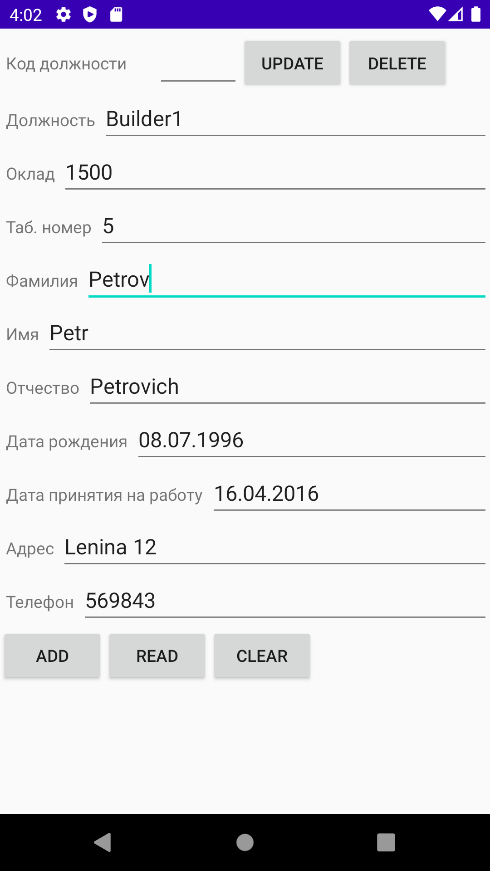 4:02
Код должности UPDATE DELETE
Должность Builder1
Оклад 1500
Таб. номер 5
Фамилия Petrov
Имя Petr
Отчество Petrovich
Дата рождения 08.07.1996
Дата принятия на работу 16.04.2016
Адрес Lenina 12
Телефон 569843
ADD READ CLEAR